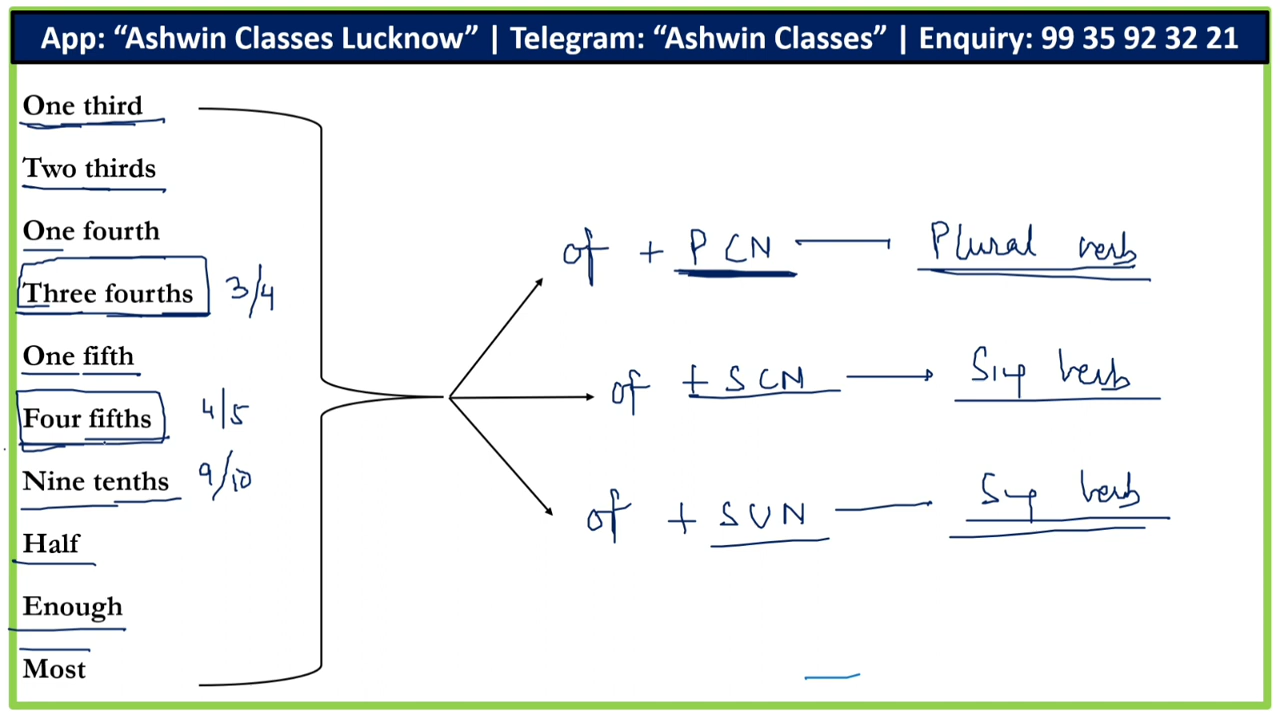 App: “Ashwin Classes Lucknow” | Telegram: “Ashwin Classes” | Enquiry: 99 35 92 32 21
One third
Two thirds
One fourth
Three fourths 3/4
One fifth
Four fifths 4/5
Nine tenths 9/10
Half
Enough
Most
of + PCN Plural verb
of + SCN Sing verb
of + SUN Sing verb